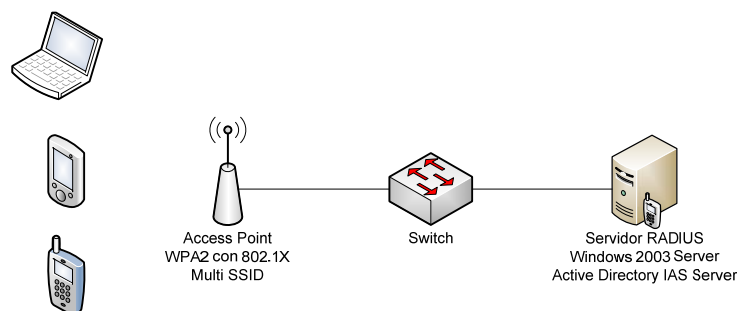 Access Point
WPA2 con 802.1X
Multi SSID
Switch
Servidor RADIUS
Windows 2003 Server
Active Directory IAS Server